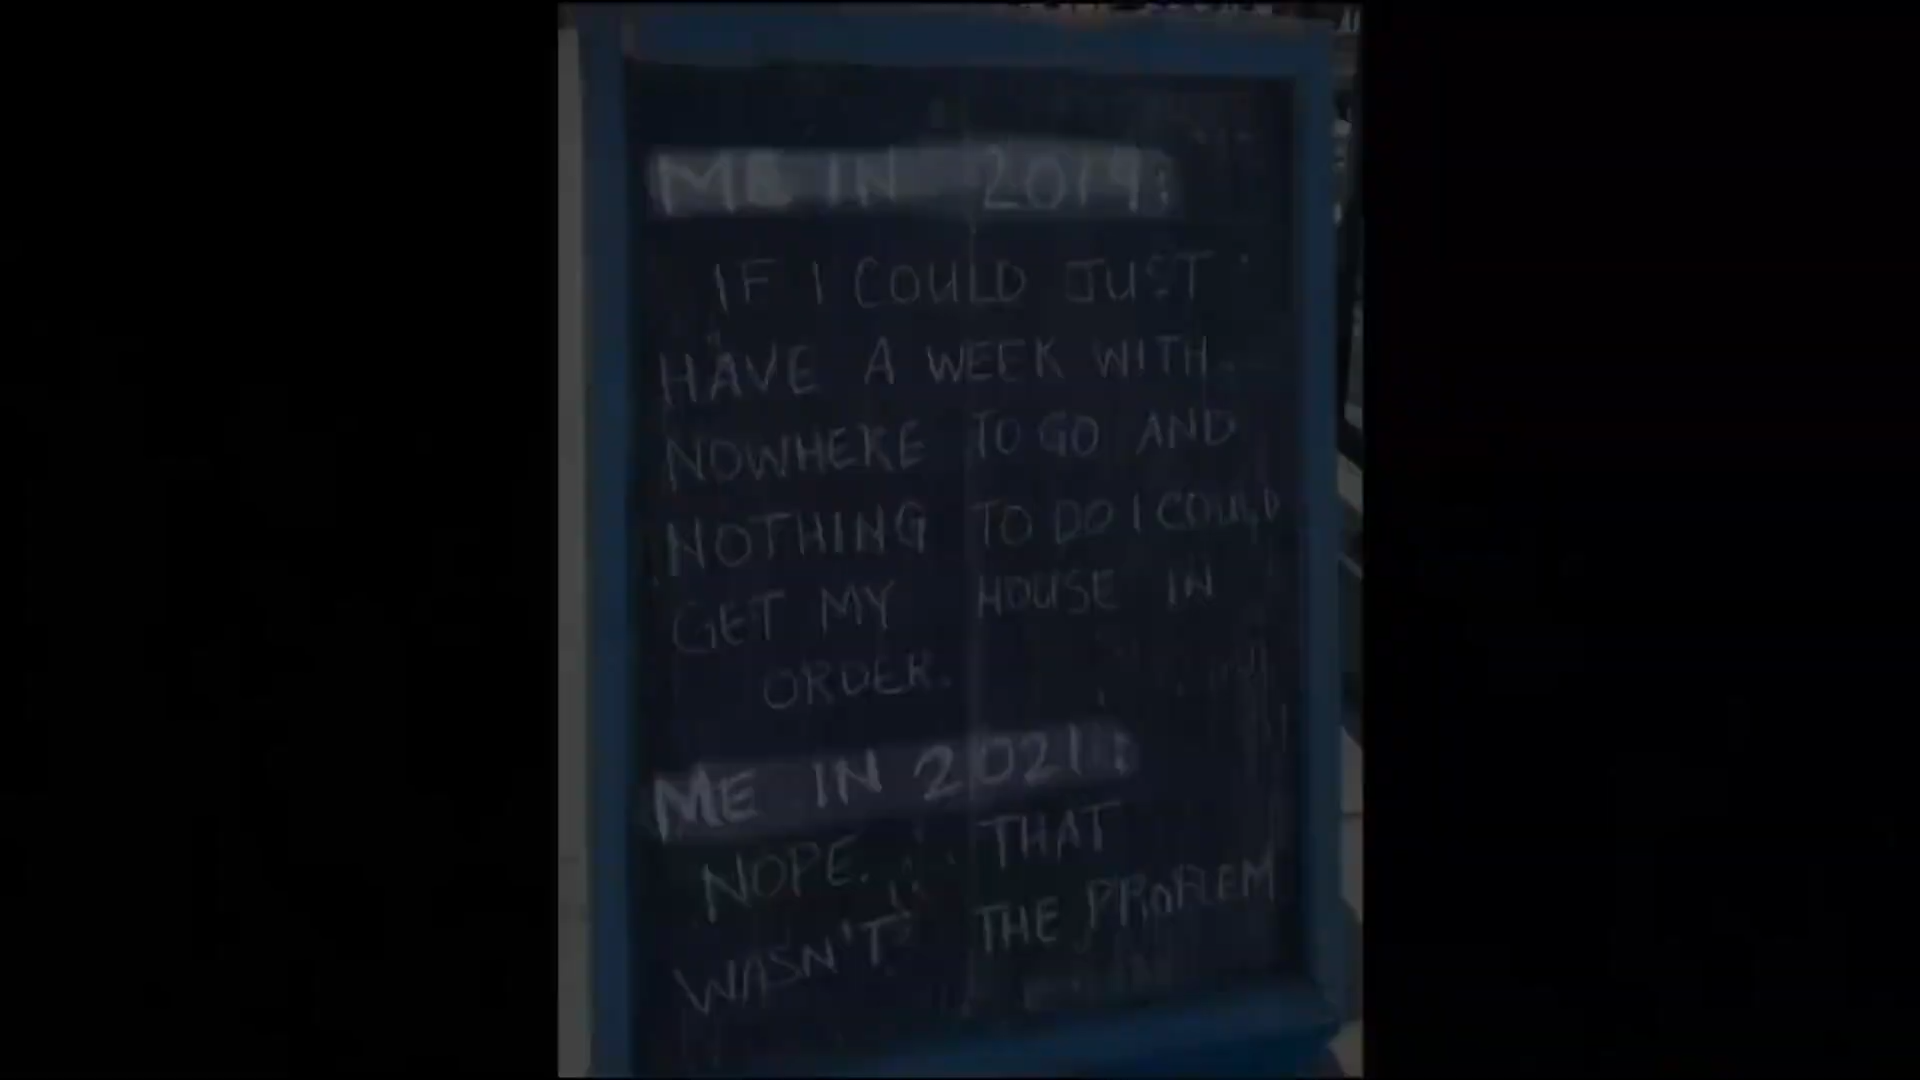 ME IN 2019:
IF I COULD JUST
HAVE A WEEK WITH
NOWHERE TO GO AND
NOTHING TO DO I COULD
GET MY HOUSE IN
ORDER.
ME IN 2021:
NOPE. THAT
WASN'T THE PROBLEM